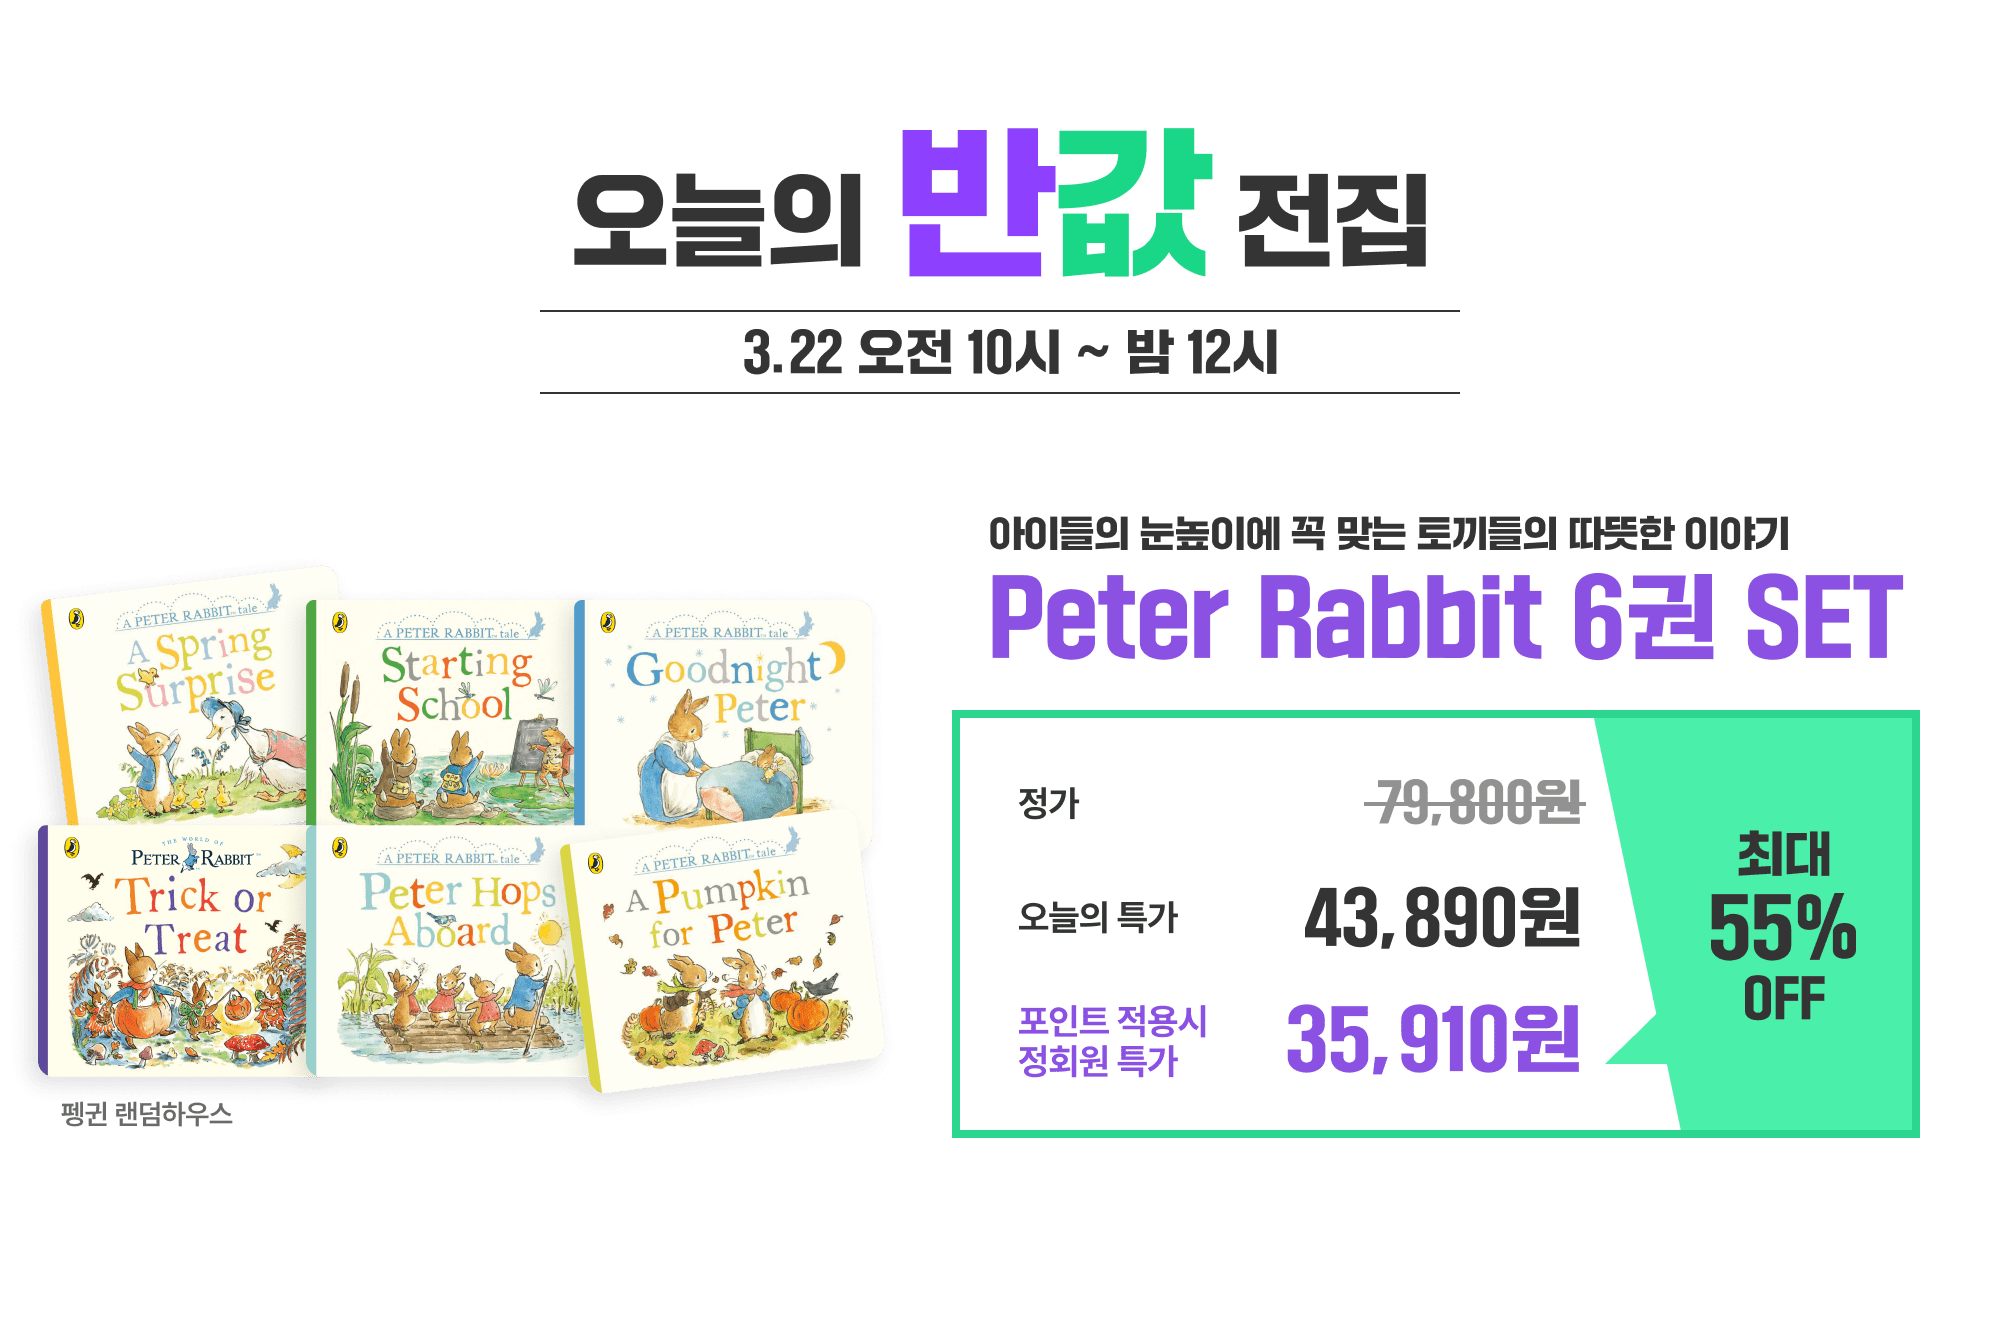 오늘의 반값 전집
3.22 오전 10시 ~ 밤 12시
아이들의 눈높이에 꼭 맞는 토끼들의 따뜻한 이야기
Peter Rabbit 6권 SET
A PETER RABBIT™ tale
A Spring
Surprise
A PETER RABBIT™ tale
Starting
School
A PETER RABBIT™ tale
Goodnight
Peter
THE WORLD OF
PETER RABBIT™
Trick or
Treat
A PETER RABBIT™ tale
Peter Hops
Aboard
A PETER RABBIT™ tale
A Pumpkin
for Peter
펭귄 랜덤하우스
정가 79,800원
오늘의 특가 43,890원
포인트 적용시
정회원 특가 35,910원
최대
55%
OFF